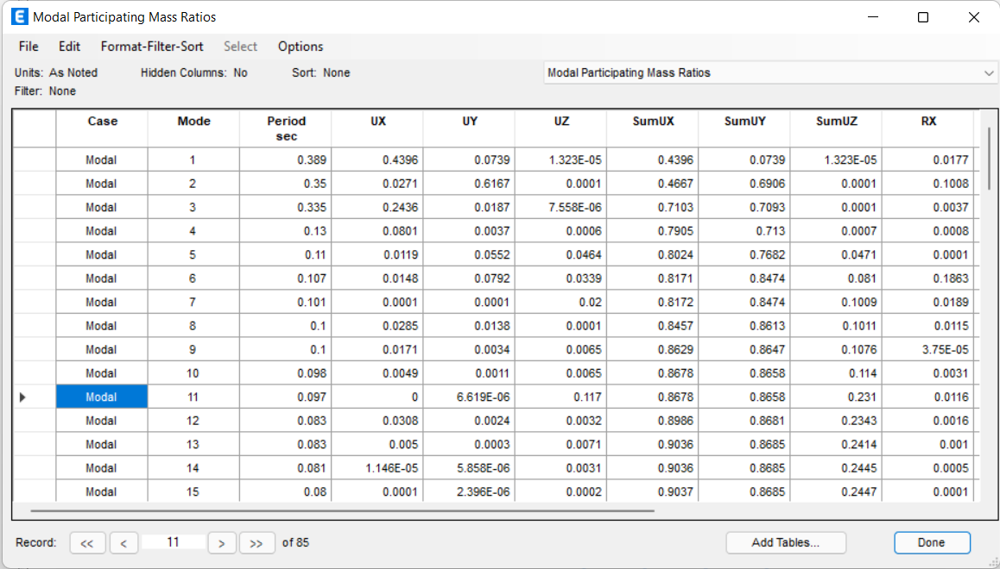 E Modal Participating Mass Ratios
File Edit Format-Filter-Sort Select Options
Units: As Noted Hidden Columns: No Sort: None Modal Participating Mass Ratios
Filter: None
Case Mode Period UX UY UZ SumUX SumUY SumUZ RX
sec
Modal 1 0.389 0.4396 0.0739 1.323E-05 0.4396 0.0739 1.323E-05 0.0177
Modal 2 0.35 0.0271 0.6167 0.0001 0.4667 0.6906 0.0001 0.1008
Modal 3 0.335 0.2436 0.0187 7.558E-06 0.7103 0.7093 0.0001 0.0037
Modal 4 0.13 0.0801 0.0037 0.0006 0.7905 0.713 0.0007 0.0008
Modal 5 0.11 0.0119 0.0552 0.0464 0.8024 0.7682 0.0471 0.0001
Modal 6 0.107 0.0148 0.0792 0.0339 0.8171 0.8474 0.081 0.1863
Modal 7 0.101 0.0001 0.0001 0.02 0.8172 0.8474 0.1009 0.0189
Modal 8 0.1 0.0285 0.0138 0.0001 0.8457 0.8613 0.1011 0.0115
Modal 9 0.1 0.0171 0.0034 0.0065 0.8629 0.8647 0.1076 3.75E-05
Modal 10 0.098 0.0049 0.0011 0.0065 0.8678 0.8658 0.114 0.0031
Modal 11 0.097 0 6.619E-06 0.117 0.8678 0.8658 0.231 0.0116
Modal 12 0.083 0.0308 0.0024 0.0032 0.8986 0.8681 0.2343 0.0016
Modal 13 0.083 0.005 0.0003 0.0071 0.9036 0.8685 0.2414 0.001
Modal 14 0.081 1.146E-05 5.858E-06 0.0031 0.9036 0.8685 0.2445 0.0005
Modal 15 0.08 0.0001 2.396E-06 0.0002 0.9037 0.8685 0.2447 0.0001
Record: << < 11 > >> of 85 Add Tables... Done